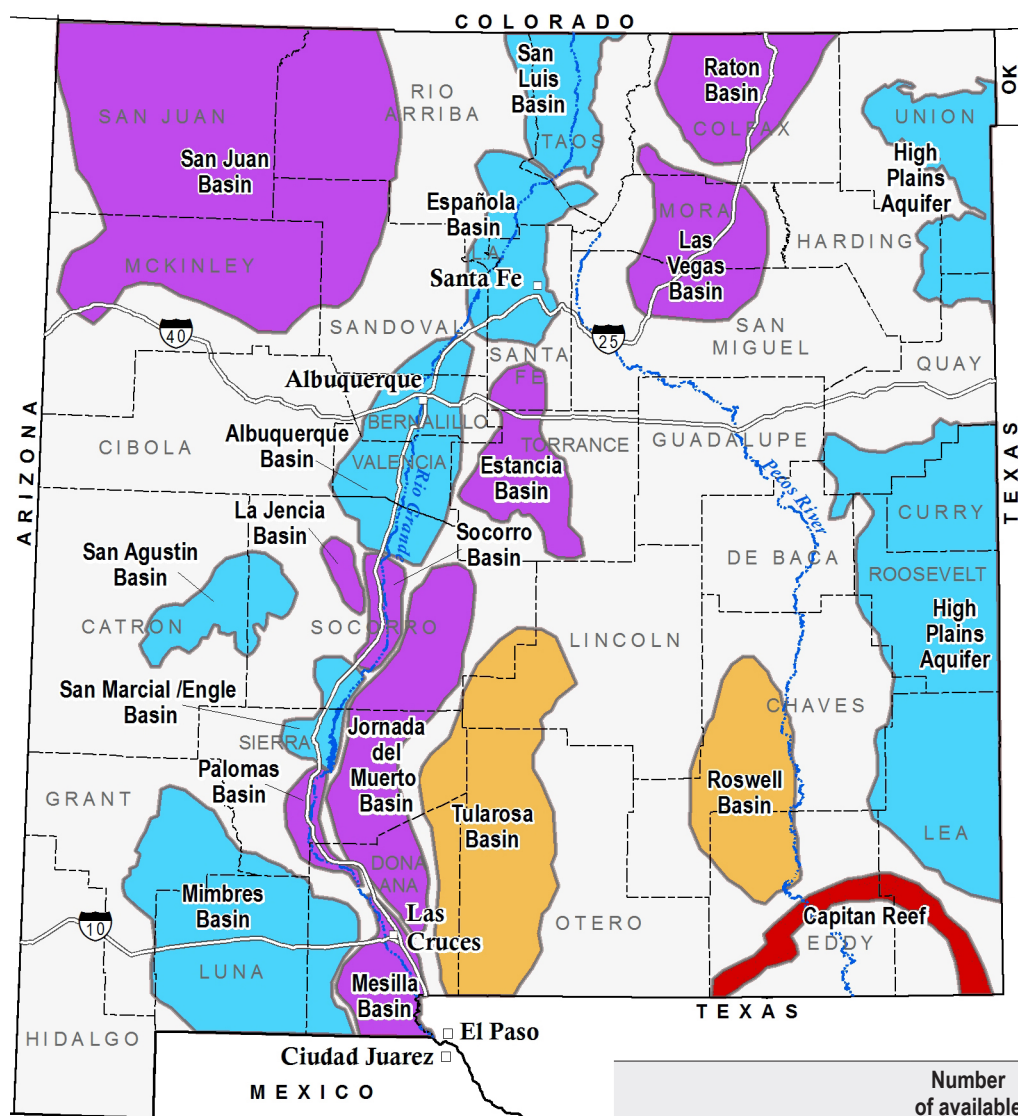 COLORADO
OK
San
Luis
Basin
Raton
Basin
RIO
ARRIBA
SAN JUAN
UNION
COLFAX
TAOS
San Juan
Basin
High
Plains
Aquifer
Española
Basin
MORA
Las
Vegas
Basin
HARDING
L.A.
MCKINLEY
Santa Fe
40
SANDOVAL
25
SAN
MIGUEL
SANTA
FE
QUAY
Albuquerque
ARIZONA
TEXAS
BERNALILLO
CIBOLA
Albuquerque
Basin
TORRANCE
GUADALUPE
VALENCIA
Estancia
Basin
Rio Grande
Pecos River
La Jencia
Basin
CURRY
Socorro
Basin
San Agustin
Basin
DE BACA
ROOSEVELT
High
Plains
Aquifer
CATRON
SOCORRO
LINCOLN
San Marcial /Engle
Basin
CHAVES
SIERRA
Jornada
del
Muerto
Basin
Palomas
Basin
GRANT
Roswell
Basin
Tularosa
Basin
LEA
DONA
ANA
Mimbres
Basin
Las
Cruces
Capitan Reef
10
OTERO
EDDY
LUNA
Mesilla
Basin
TEXAS
HIDALGO
El Paso
Ciudad Juarez
MEXICO
Number
of available